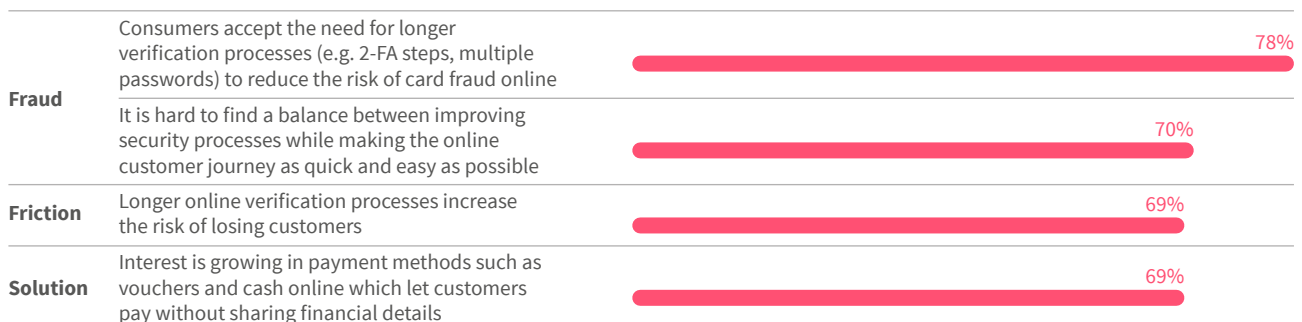 Fraud
Consumers accept the need for longer
verification processes (e.g. 2-FA steps, multiple
passwords) to reduce the risk of card fraud online
78%
It is hard to find a balance between improving
security processes while making the online
customer journey as quick and easy as possible
70%
Friction
Longer online verification processes increase
the risk of losing customers
69%
Solution
Interest is growing in payment methods such as
vouchers and cash online which let customers
pay without sharing financial details
69%